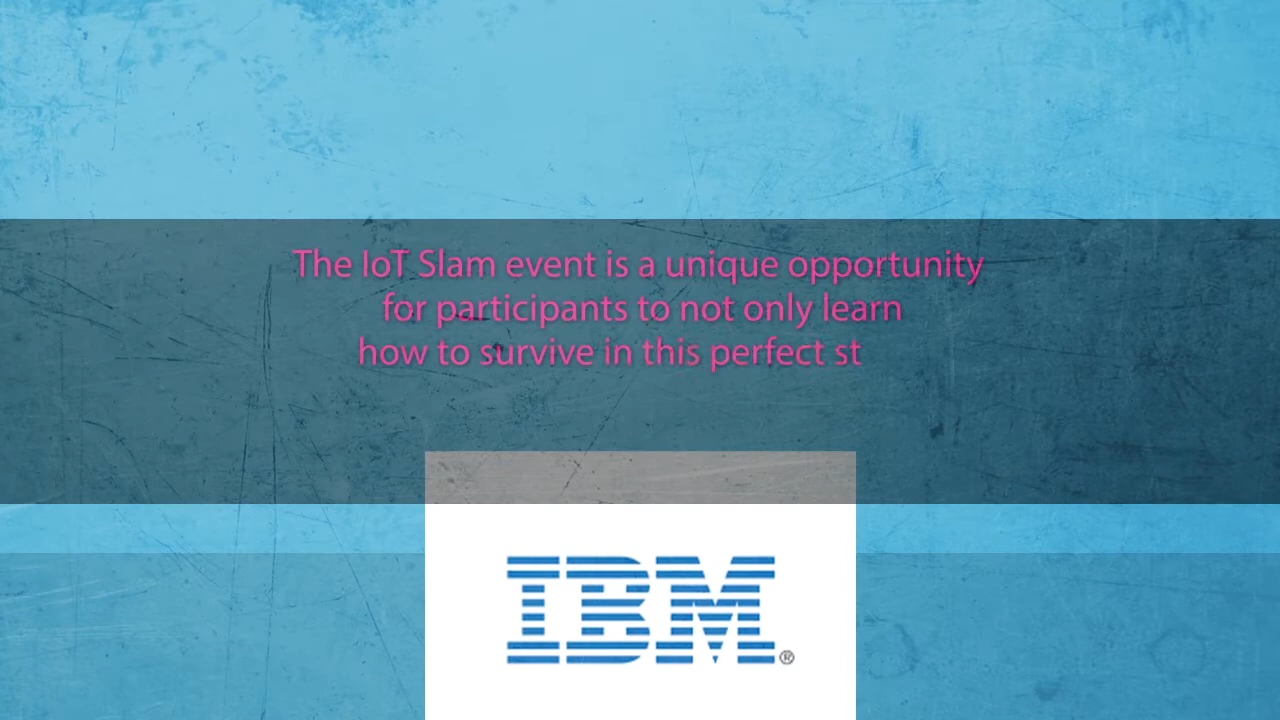 The IoT Slam event is a unique opportunity
for participants to not only learn
how to survive in this perfect st
IBM®